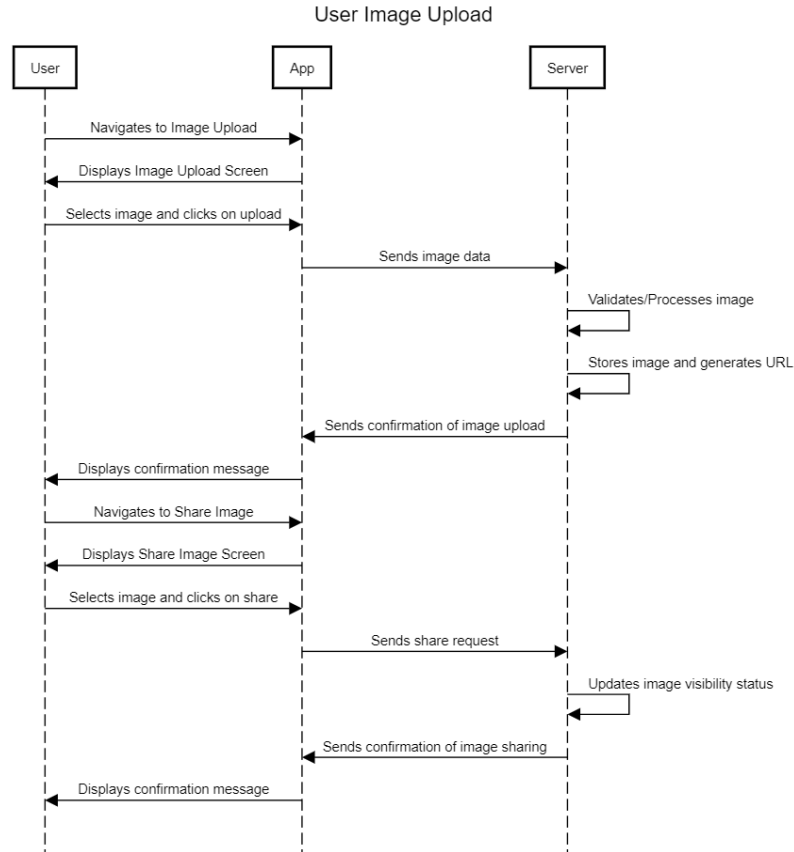 User Image Upload
User
App
Server
Navigates to Image Upload
Displays Image Upload Screen
Selects image and clicks on upload
Sends image data
Validates/Processes image
Stores image and generates URL
Sends confirmation of image upload
Displays confirmation message
Navigates to Share Image
Displays Share Image Screen
Selects image and clicks on share
Sends share request
Updates image visibility status
Sends confirmation of image sharing
Displays confirmation message